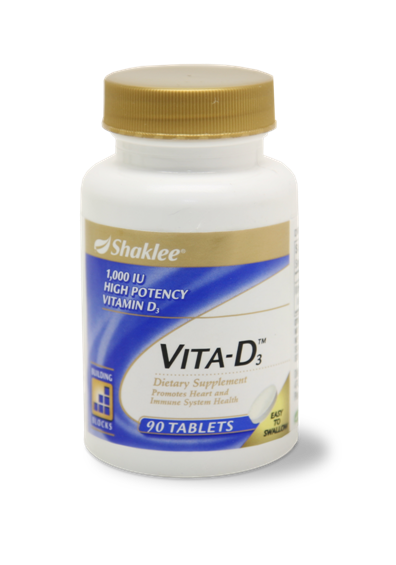 Shaklee®
1,000 IU
HIGH POTENCY
VITAMIN D3
VITA-D3™
Dietary Supplement
Promotes Heart and
Immune System Health
BUILDING
BLOCKS
90 TABLETS
EASY
TO
SWALLOW